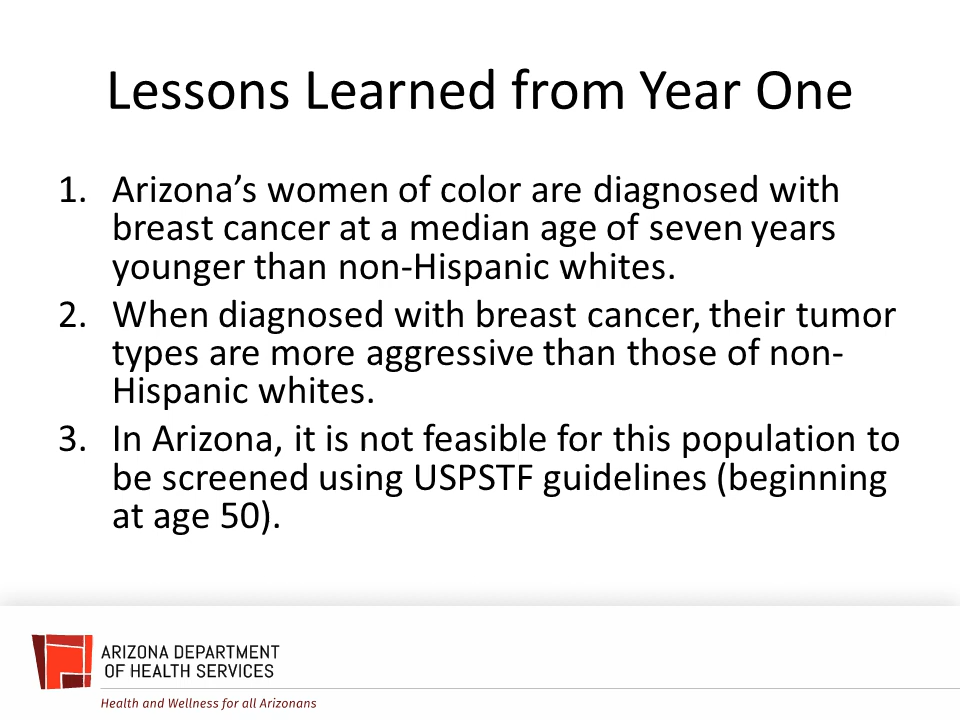 Lessons Learned from Year One
1. Arizona’s women of color are diagnosed with
breast cancer at a median age of seven years
younger than non-Hispanic whites.
2. When diagnosed with breast cancer, their tumor
types are more aggressive than those of non-
Hispanic whites.
3. In Arizona, it is not feasible for this population to
be screened using USPSTF guidelines (beginning
at age 50).
ARIZONA DEPARTMENT
OF HEALTH SERVICES
Health and Wellness for all Arizonans